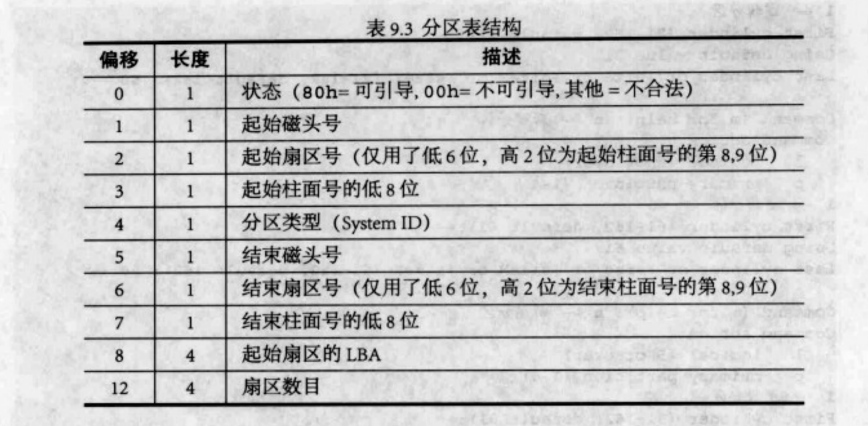 表 9.3 分区表结构
偏移 长度 描述
0 1 状态（80h=可引导,00h=不可引导,其他=不合法）
1 1 起始磁头号
2 1 起始扇区号（仅用了低6位，高2位为起始柱面号的第8,9位）
3 1 起始柱面号的低8位
4 1 分区类型（System ID）
5 1 结束磁头号
6 1 结束扇区号（仅用了低6位，高2位为结束柱面号的第8,9位）
7 1 结束柱面号的低8位
8 4 起始扇区的LBA
12 4 扇区数目